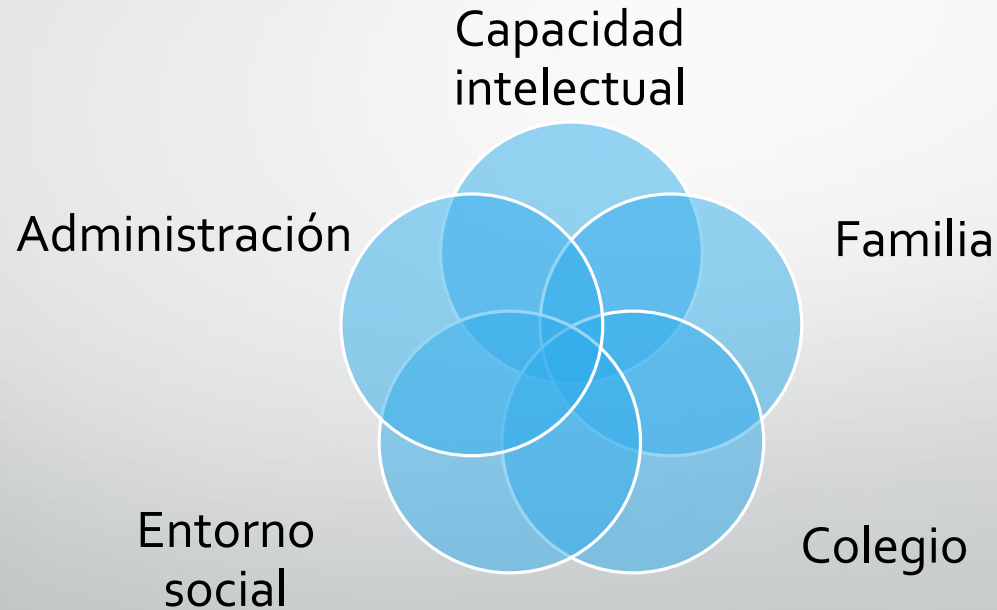 Capacidad
intelectual
Administración
Familia
Entorno
social
Colegio